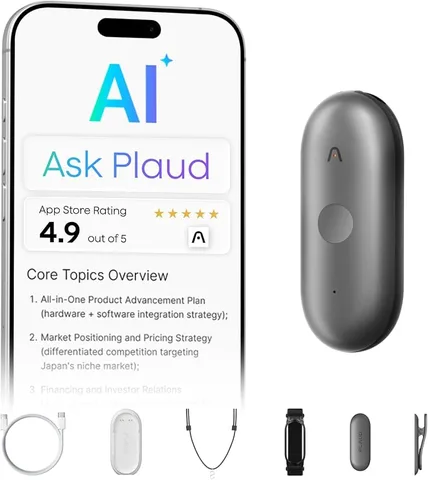 AI
Ask Plaud
App Store Rating
4.9 out of 5
Core Topics Overview
1. All-in-One Product Advancement Plan
(hardware + software integration strategy);
2. Market Positioning and Pricing Strategy
(differentiated competition targeting
Japan's niche market);
3. Financing and Investor Relations